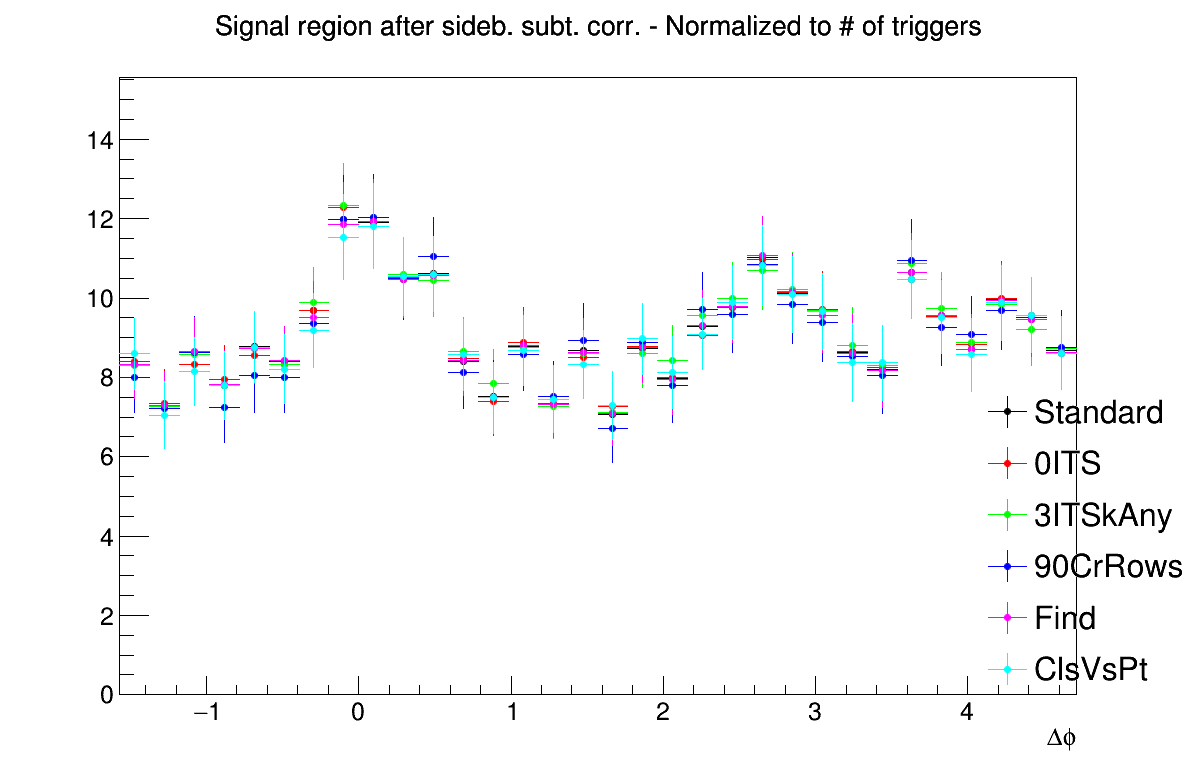 Signal region after sideb. subt. corr. - Normalized to # of triggers
14
12
10
8
6
4
2
0
Standard
0ITS
3ITSkAny
90CrRows
Find
ClsVsPt
−1 0 1 2 3 4
Δϕ